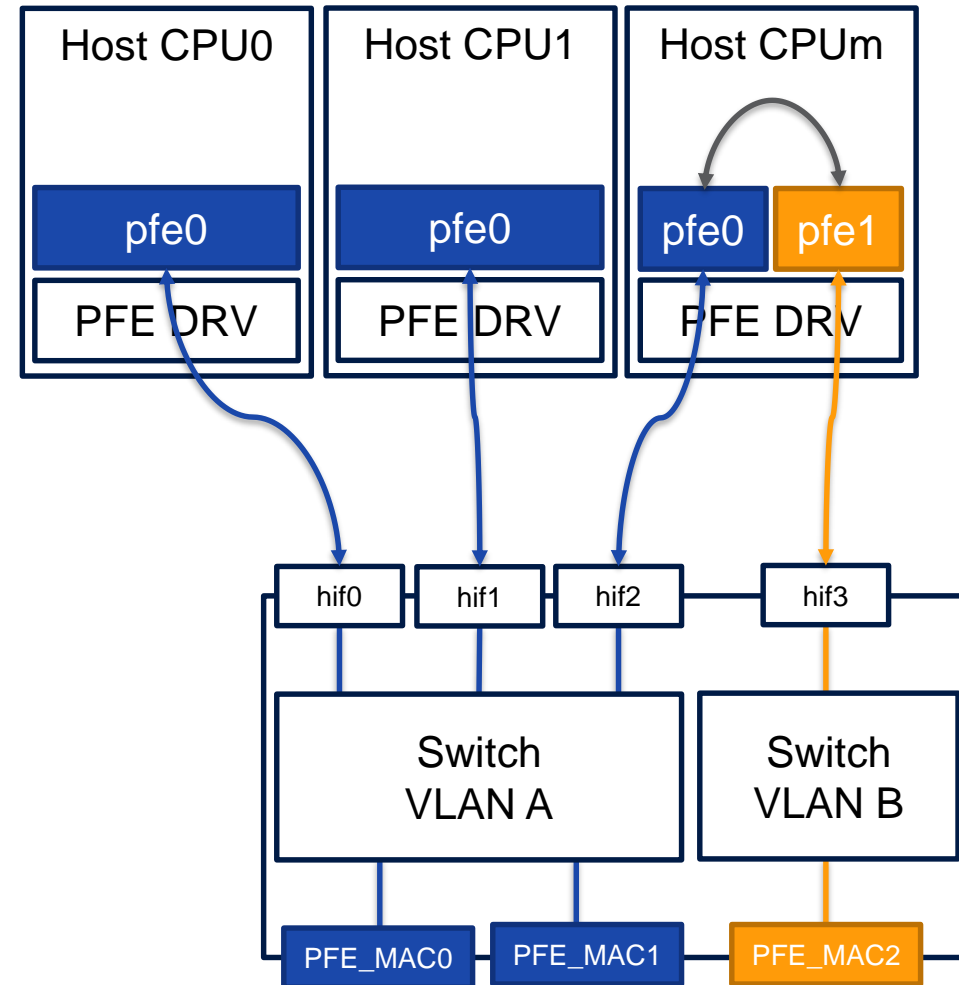 Host CPU0
Host CPU1
Host CPUm
pfe0
pfe0
pfe0
pfe1
PFE DRV
PFE DRV
PFE DRV
hif0
hif1
hif2
hif3
Switch
VLAN A
Switch
VLAN B
PFE_MAC0
PFE_MAC1
PFE_MAC2